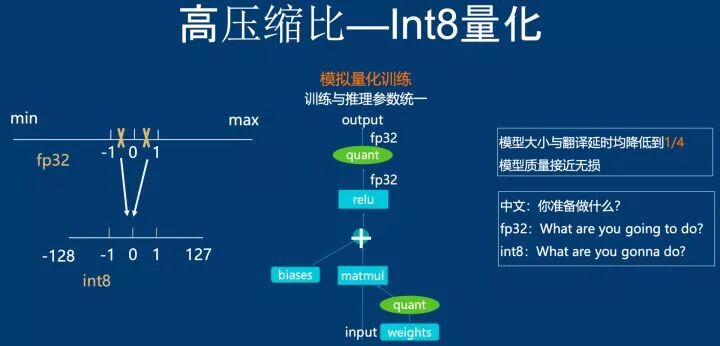 高压缩比—Int8量化
min
max
-1 0 1
fp32
-128 -1 0 1 127
int8
模拟量化训练
训练与推理参数统一
output
fp32
quant
fp32
relu
biases
matmul
quant
input
weights
模型大小与翻译延时均降低到1/4
模型质量接近无损
中文：你准备做什么？
fp32：What are you going to do?
int8：What are you gonna do?